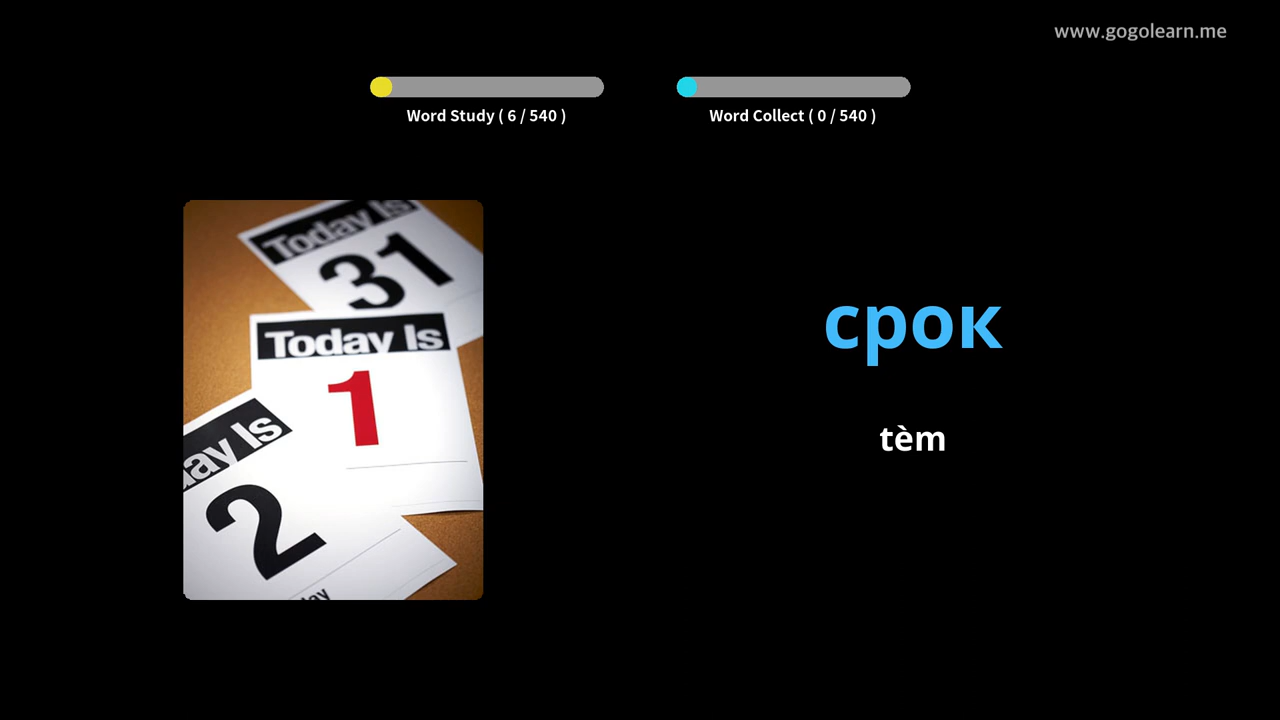 www.gogolearn.me
Word Study ( 6 / 540 )
Word Collect ( 0 / 540 )
Today Is
31
Today Is
1
ay Is
2
ay
срок
tèm